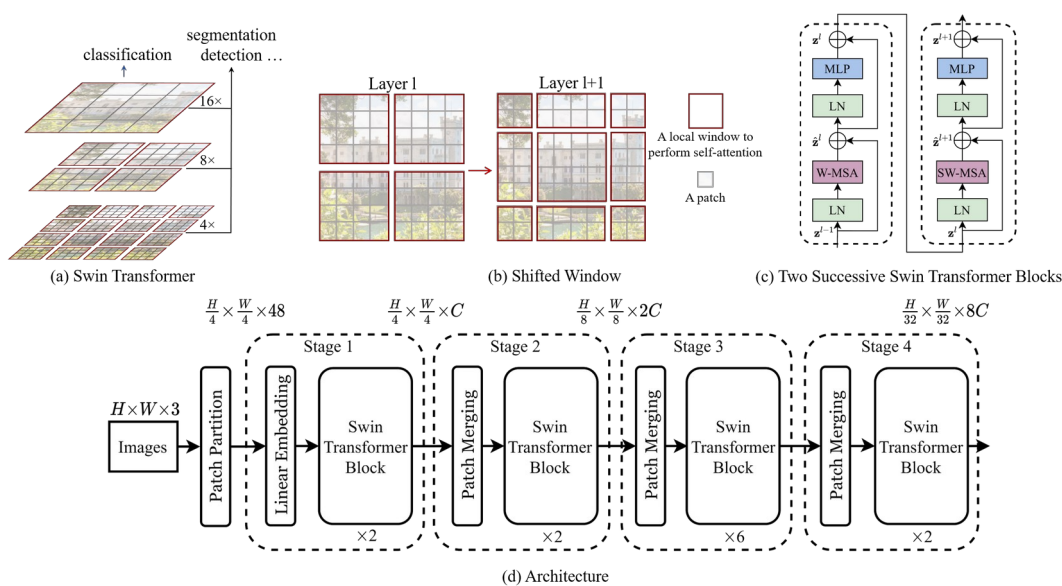 classification
segmentation
detection ...
16×
8×
4×
(a) Swin Transformer
Layer l
Layer l+1
A local window to
perform self-attention
A patch
(b) Shifted Window
z^l
MLP
LN
ẑ^l
W-MSA
LN
z^{l-1}
z^{l+1}
MLP
LN
ẑ^{l+1}
SW-MSA
LN
z^l
(c) Two Successive Swin Transformer Blocks
H/4 × W/4 × 48
H/4 × W/4 × C
H/8 × W/8 × 2C
H/32 × W/32 × 8C
Stage 1
Stage 2
Stage 3
Stage 4
H×W×3
Images
Patch Partition
Linear Embedding
Swin
Transformer
Block
×2
Patch Merging
Swin
Transformer
Block
×2
Patch Merging
Swin
Transformer
Block
×6
Patch Merging
Swin
Transformer
Block
×2
(d) Architecture